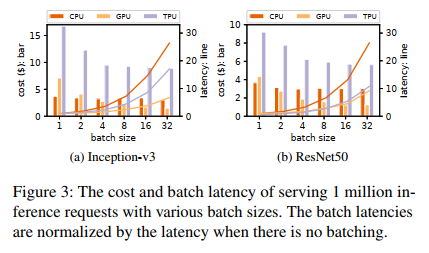 CPU GPU TPU
15
10
5
0
30
20
10
0
cost ($): bar
latency: line
1 2 4 8 16 32
batch size
(a) Inception-v3
CPU GPU TPU
10
8
6
4
2
0
30
20
10
0
cost ($): bar
latency: line
1 2 4 8 16 32
batch size
(b) ResNet50
Figure 3: The cost and batch latency of serving 1 million in-
ference requests with various batch sizes. The batch latencies
are normalized by the latency when there is no batching.